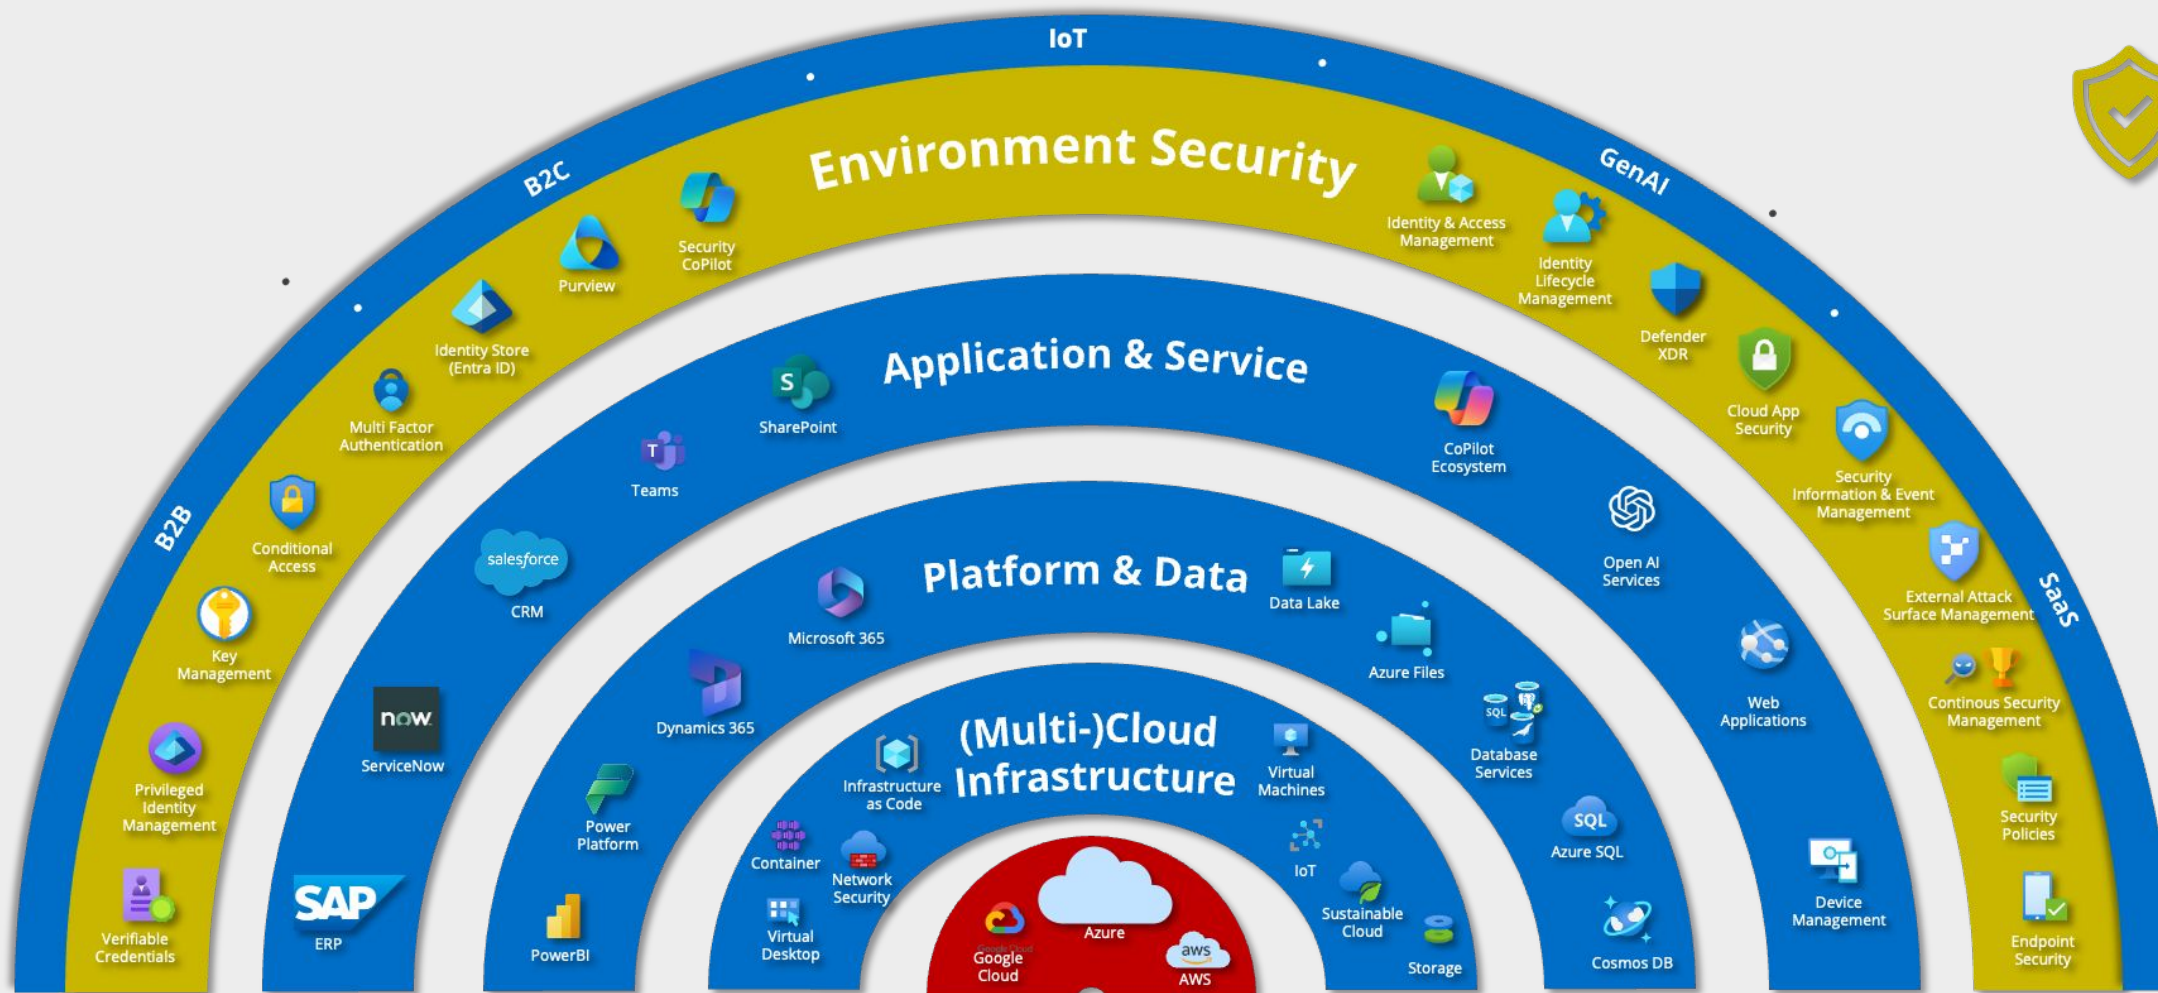 IoT
B2C
GenAI
B2B
SaaS
Environment Security
Security
CoPilot
Purview
Identity Store
(Entra ID)
Multi Factor
Authentication
Conditional
Access
Key
Management
Privileged
Identity
Management
Verifiable
Credentials
Identity & Access
Management
Identity
Lifecycle
Management
Defender
XDR
Cloud App
Security
Security
Information & Event
Management
External Attack
Surface Management
Continous Security
Management
Security
Policies
Endpoint
Security
Application & Service
S
SharePoint
T
Teams
salesforce
CRM
now
ServiceNow
SAP
ERP
CoPilot
Ecosystem
Open AI
Services
Web
Applications
Device
Management
Platform & Data
Microsoft 365
Dynamics 365
Power
Platform
PowerBI
Data Lake
Azure Files
SQL
Database
Services
SQL
Azure SQL
Cosmos DB
(Multi-)Cloud
Infrastructure
Infrastructure
as Code
Container
Network
Security
Virtual
Desktop
Virtual
Machines
IoT
Sustainable
Cloud
Storage
Azure
Google Cloud
Google
Cloud
aws
AWS